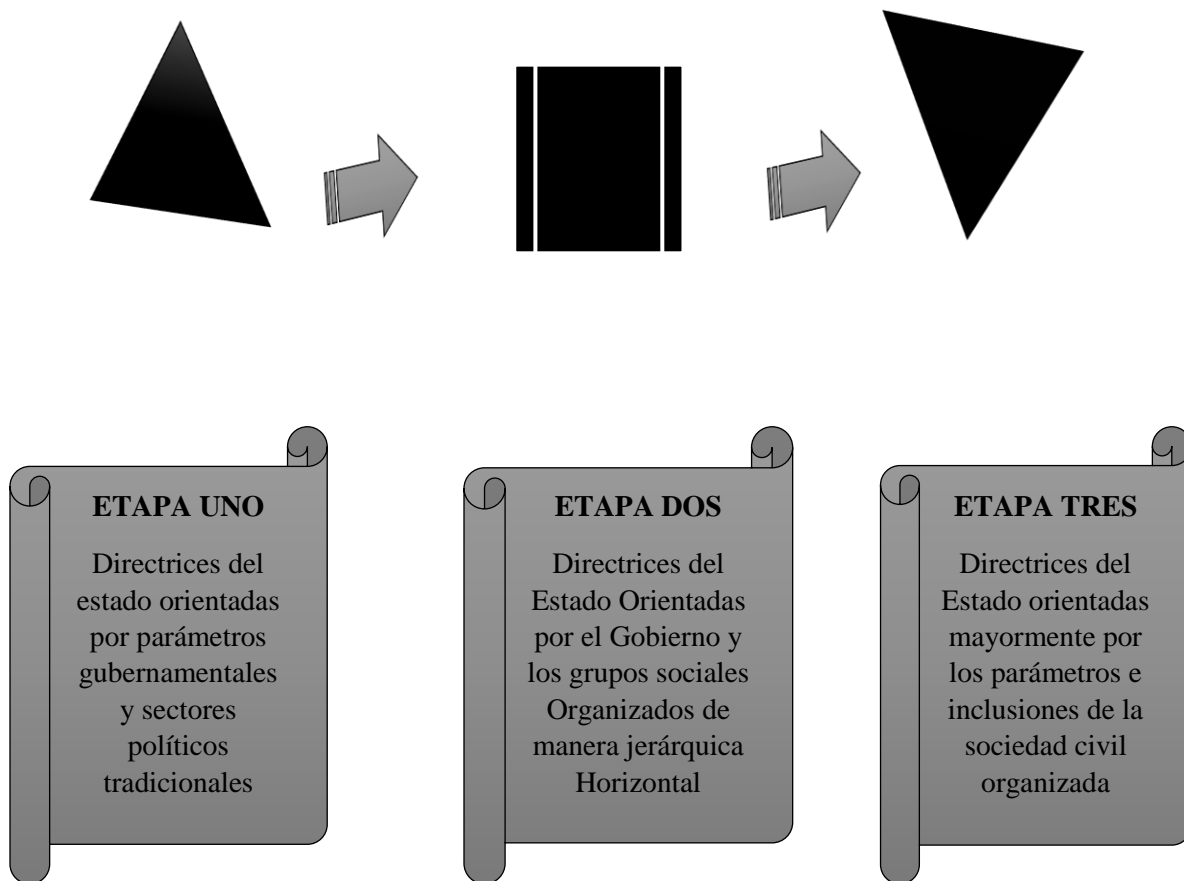 ETAPA UNO
Directrices del
estado orientadas
por parámetros
gubernamentales
y sectores
políticos
tradicionales
ETAPA DOS
Directrices del
Estado Orientadas
por el Gobierno y
los grupos sociales
Organizados de
manera jerárquica
Horizontal
ETAPA TRES
Directrices del
Estado orientadas
mayormente por
los parámetros e
inclusiones de la
sociedad civil
organizada